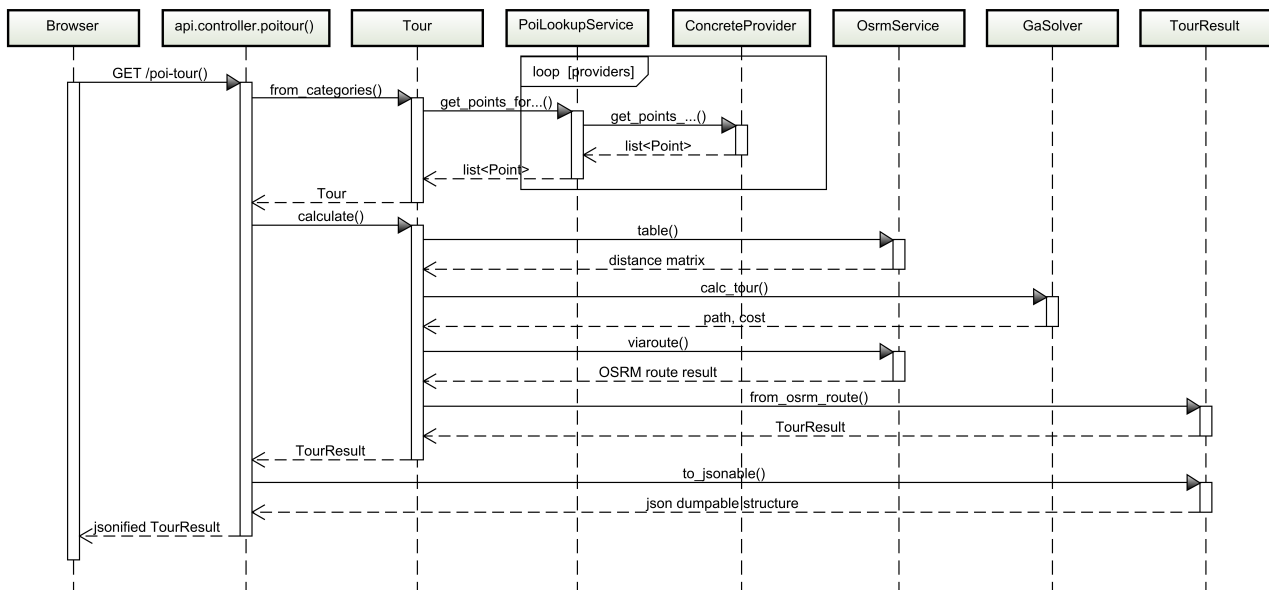 Browser
api.controller.poitour()
Tour
PoiLookupService
ConcreteProvider
OsrmService
GaSolver
TourResult
loop [providers]
GET /poi-tour()
from_categories()
get_points_for...()
get_points_...()
list<Point>
list<Point>
Tour
calculate()
table()
distance matrix
calc_tour()
path, cost
viaroute()
OSRM route result
from_osrm_route()
TourResult
TourResult
to_jsonable()
json dumpable structure
jsonified TourResult